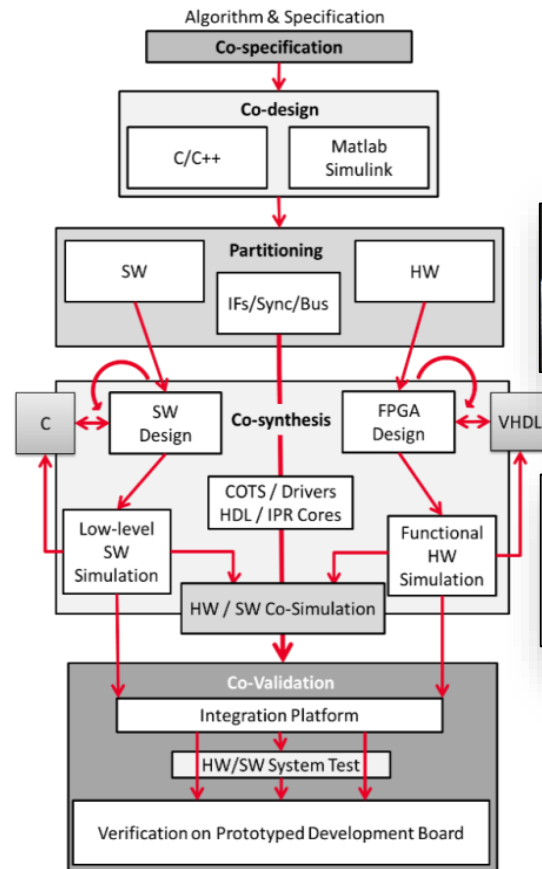 Algorithm & Specification
Co-specification
Co-design
C/C++
Matlab
Simulink
Partitioning
SW
IFs/Sync/Bus
HW
C
SW
Design
Co-synthesis
FPGA
Design
VHDL
COTS / Drivers
HDL / IPR Cores
Low-level
SW
Simulation
Functional
HW
Simulation
HW / SW Co-Simulation
Co-Validation
Integration Platform
HW/SW System Test
Verification on Prototyped Development Board